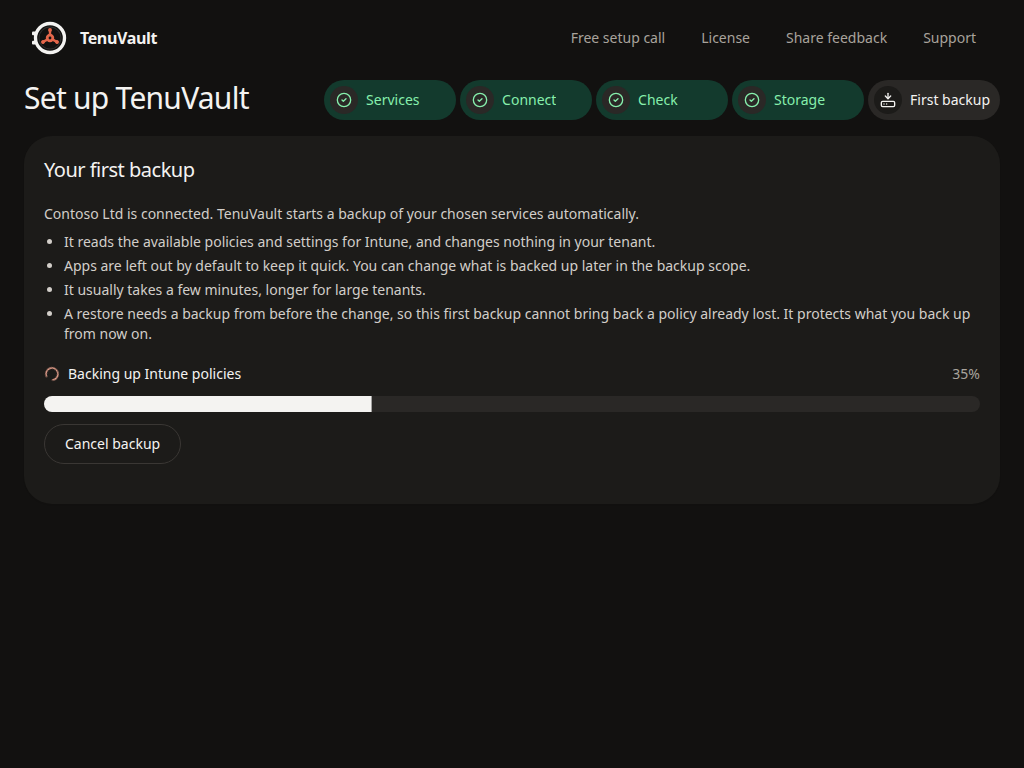 TenuVault
Free setup call
License
Share feedback
Support
Set up TenuVault
Services
Connect
Check
Storage
First backup
Your first backup
Contoso Ltd is connected. TenuVault starts a backup of your chosen services automatically.
It reads the available policies and settings for Intune, and changes nothing in your tenant.
Apps are left out by default to keep it quick. You can change what is backed up later in the backup scope.
It usually takes a few minutes, longer for large tenants.
A restore needs a backup from before the change, so this first backup cannot bring back a policy already lost. It protects what you back up
from now on.
Backing up Intune policies
35%
Cancel backup